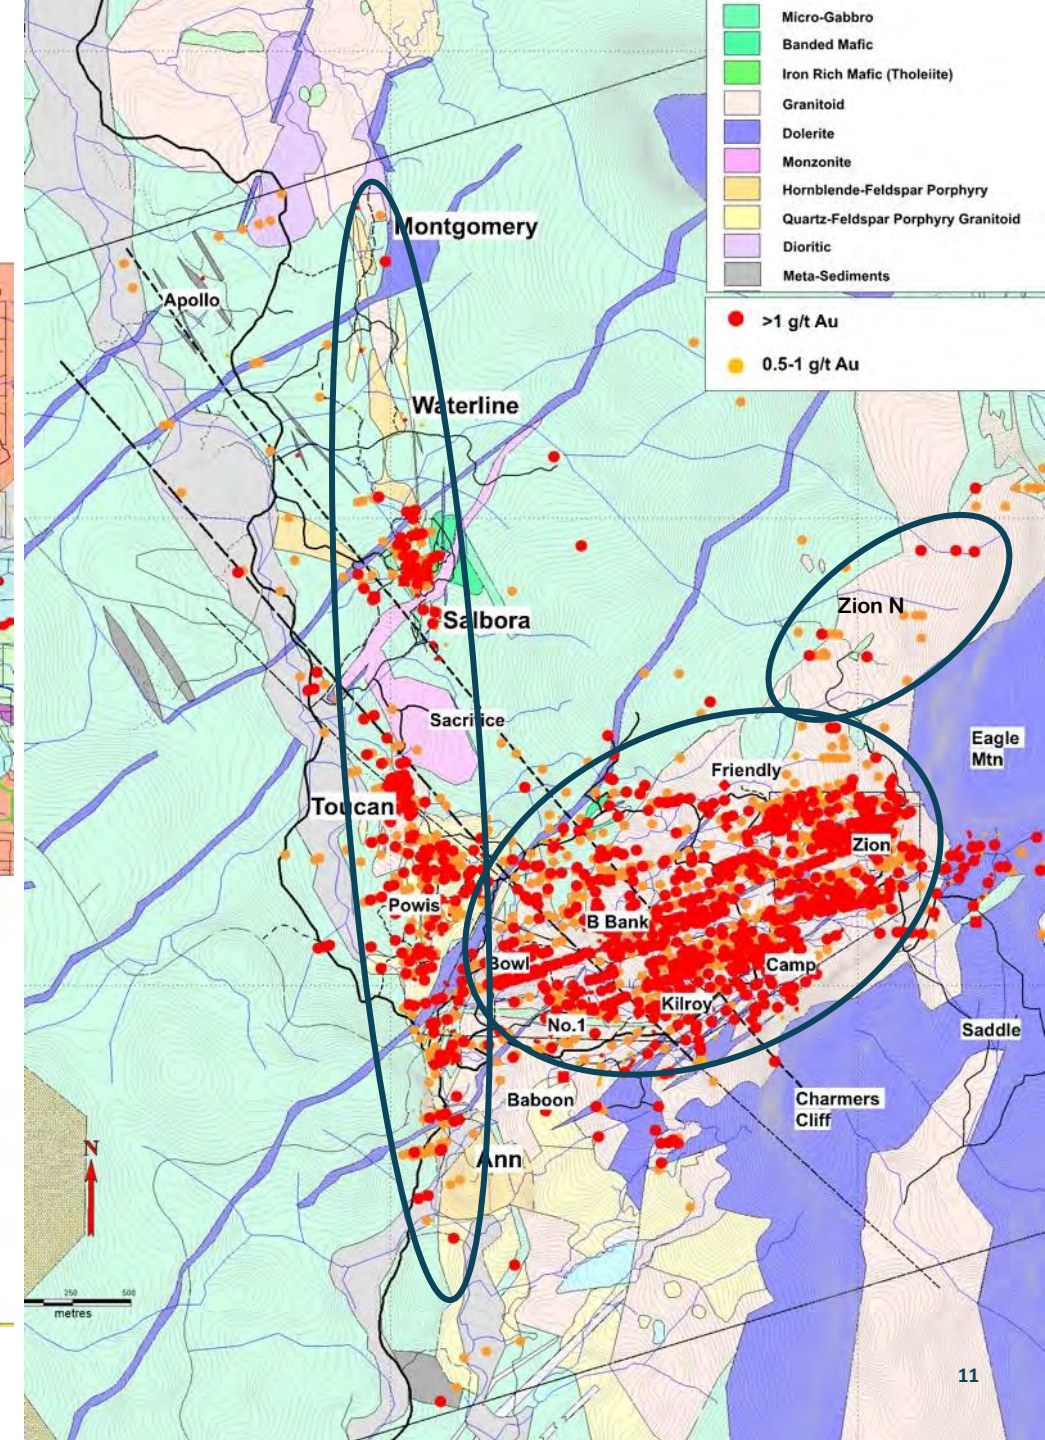 Micro-Gabbro
Banded Mafic
Iron Rich Mafic (Tholeiite)
Granitoid
Dolerite
Monzonite
Hornblende-Feldspar Porphyry
Quartz-Feldspar Porphyry Granitoid
Dioritic
Meta-Sediments
>1 g/t Au
0.5-1 g/t Au
Montgomery
Apollo
Waterline
Zion N
Salbora
Sacrifice
Eagle
Mtn
Friendly
Toucan
Zion
Powis
B Bank
Bowl
Camp
Kilroy
No.1
Saddle
Baboon
Charmers
Cliff
Ann
N
250 500
metres
11